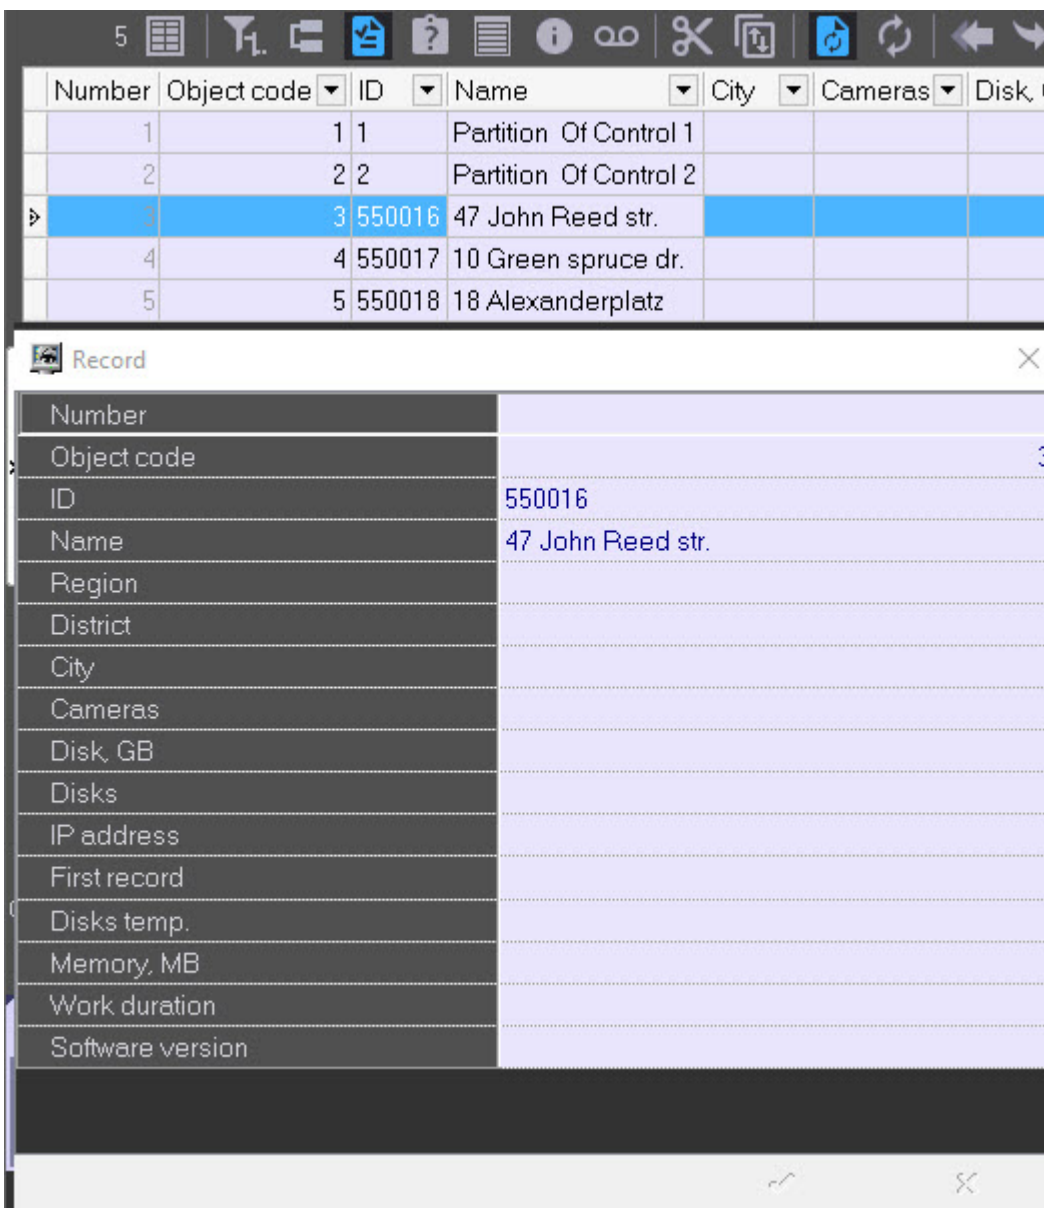 5
Number Object code ID Name City Cameras Disk,
1 1 1 Partition  Of Control 1
2 2 2 Partition  Of Control 2
3 3 550016 47 John Reed str.
4 4 550017 10 Green spruce dr.
5 5 550018 18 Alexanderplatz
Record
Number
Object code 3
ID 550016
Name 47 John Reed str.
Region
District
City
Cameras
Disk, GB
Disks
IP address
First record
Disks temp.
Memory, MB
Work duration
Software version